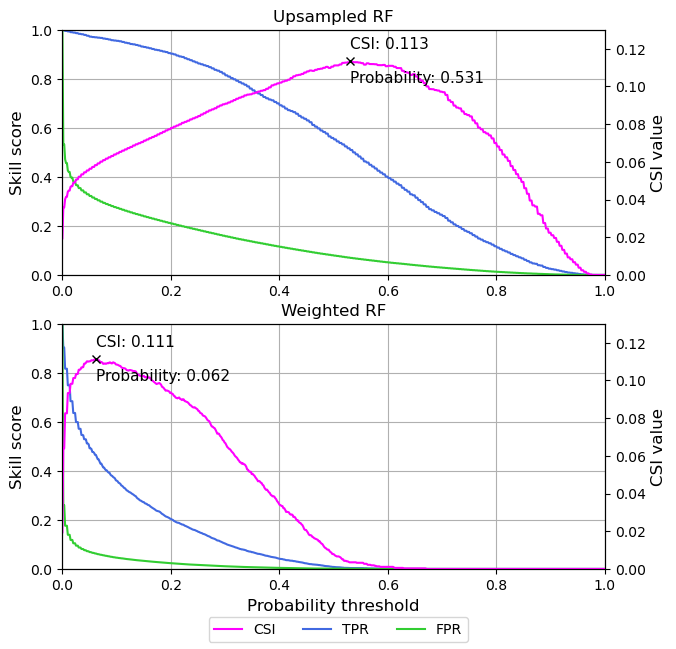 Upsampled RF
CSI: 0.113
Probability: 0.531
Skill score
CSI value
1.0
0.8
0.6
0.4
0.2
0.0
0.12
0.10
0.08
0.06
0.04
0.02
0.00
0.0 0.2 0.4 0.6 0.8 1.0
Weighted RF
CSI: 0.111
Probability: 0.062
Skill score
CSI value
1.0
0.8
0.6
0.4
0.2
0.0
0.12
0.10
0.08
0.06
0.04
0.02
0.00
0.0 0.2 0.4 0.6 0.8 1.0
Probability threshold
CSI TPR FPR